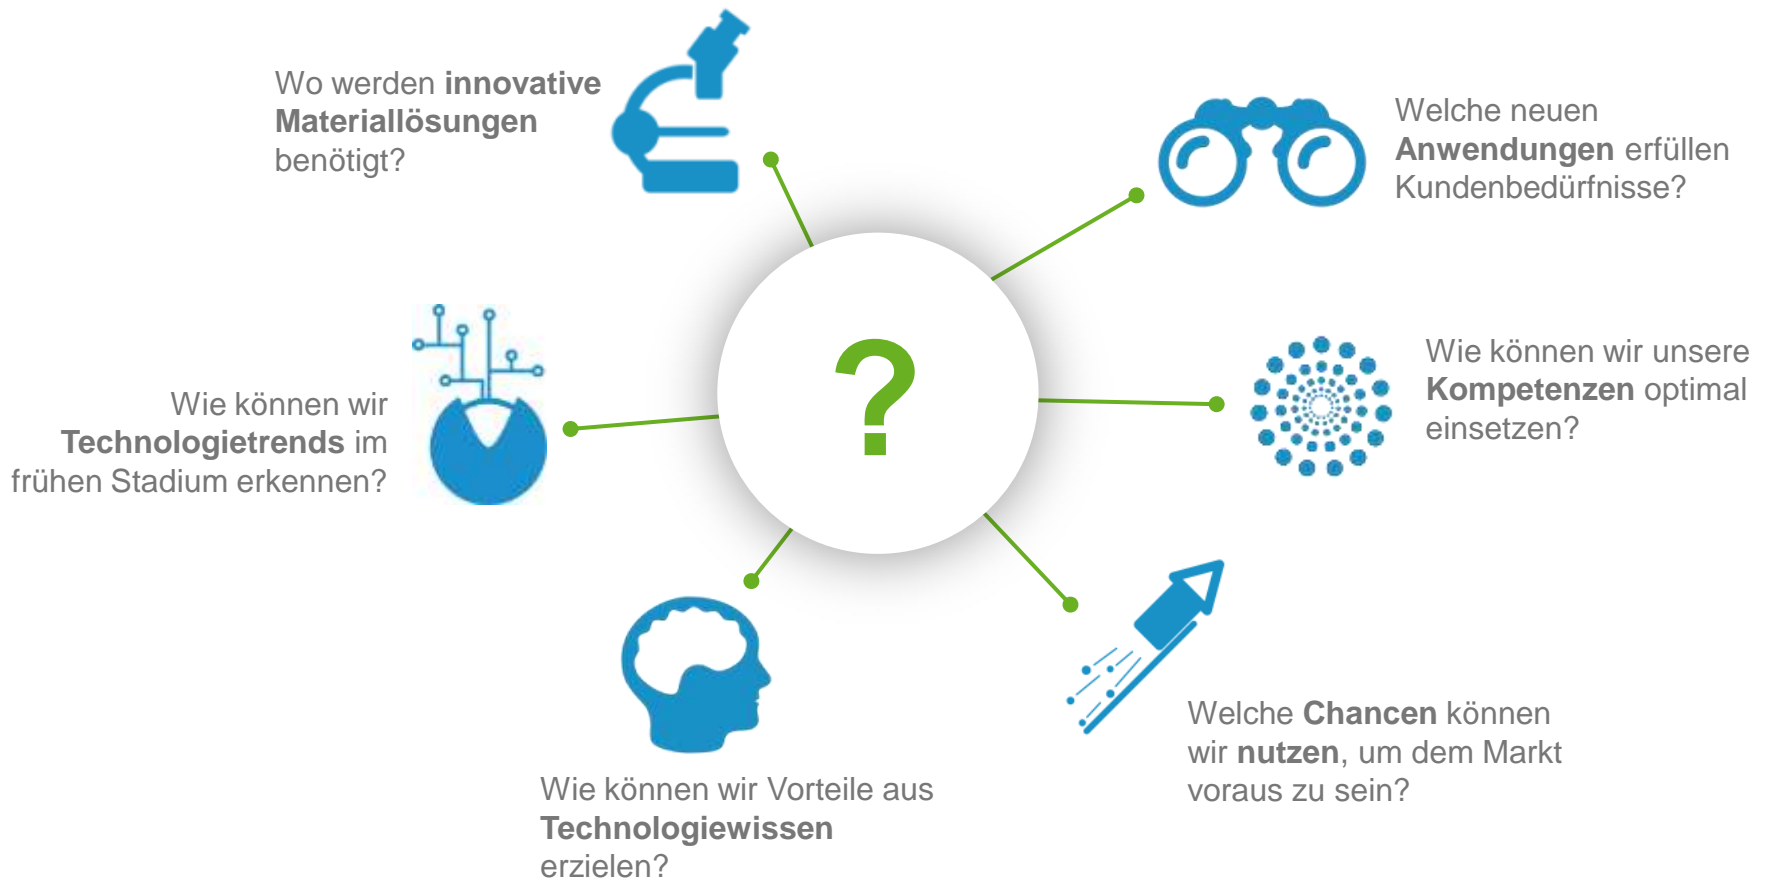 Wo werden innovative
Materiallösungen
benötigt?
Welche neuen
Anwendungen erfüllen
Kundenbedürfnisse?
?
Wie können wir unsere
Kompetenzen optimal
einsetzen?
Wie können wir
Technologietrends im
frühen Stadium erkennen?
Welche Chancen können
wir nutzen, um dem Markt
voraus zu sein?
Wie können wir Vorteile aus
Technologiewissen
erzielen?